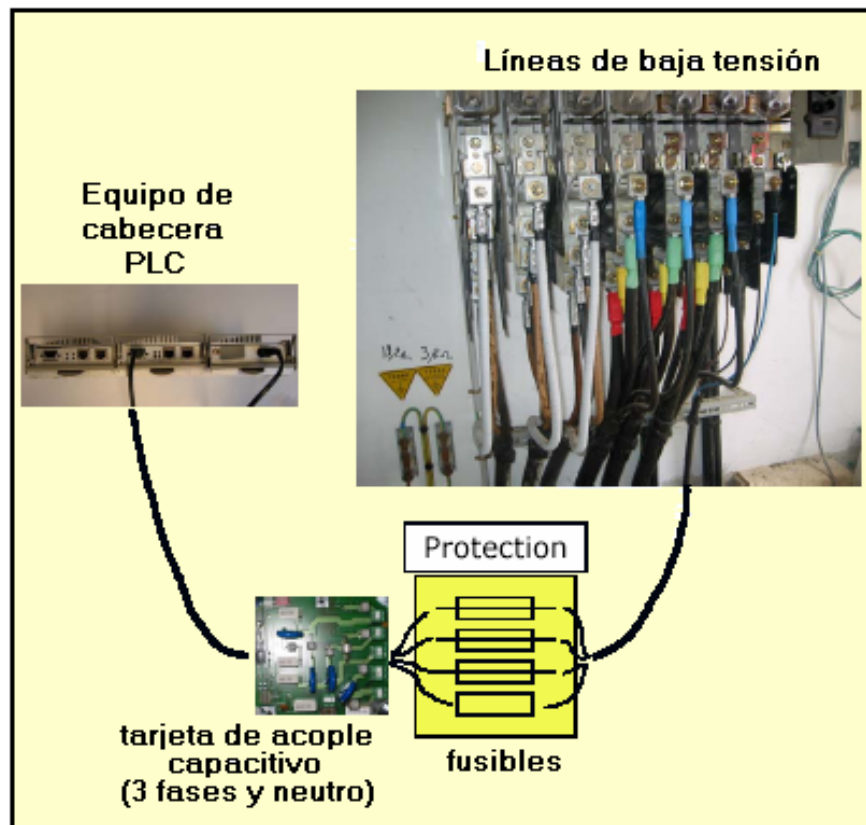 Líneas de baja tensión
Equipo de
cabecera
PLC
Protection
tarjeta de acople
capacitivo
(3 fases y neutro)
fusibles